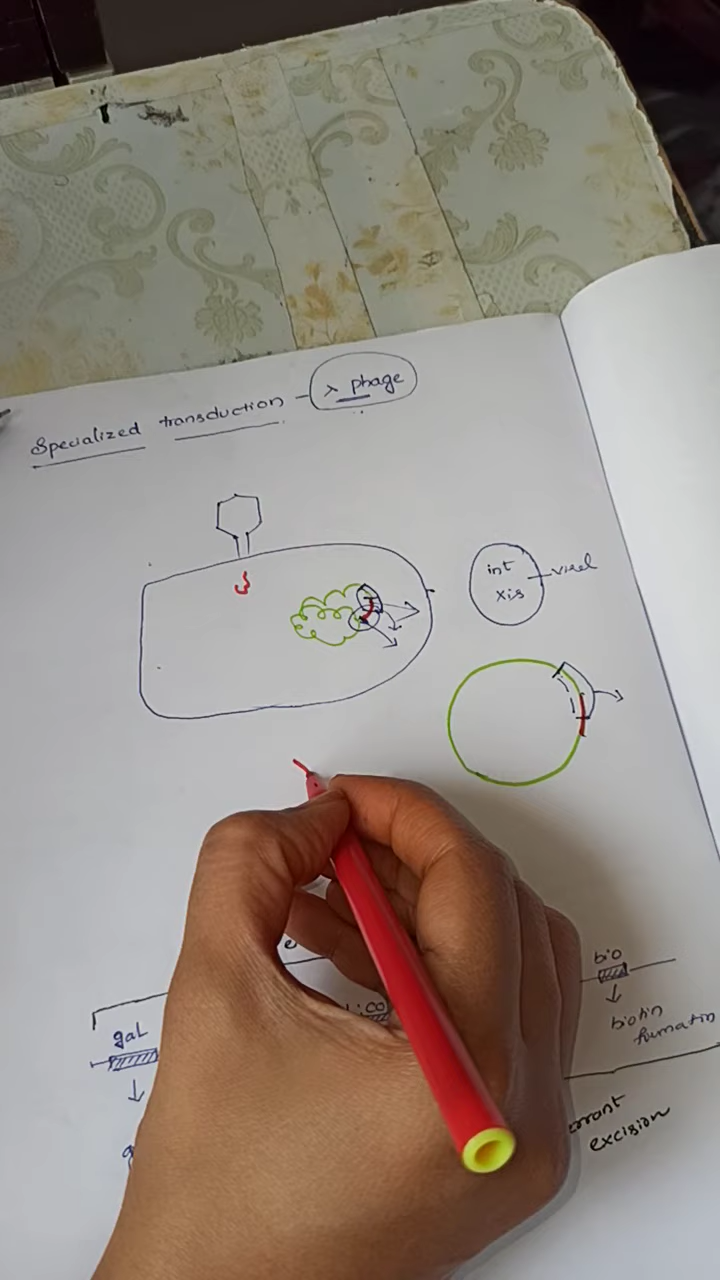 Specialized transduction - λ phage
int
xis
viral
bio
biotin
formation
gal
excision